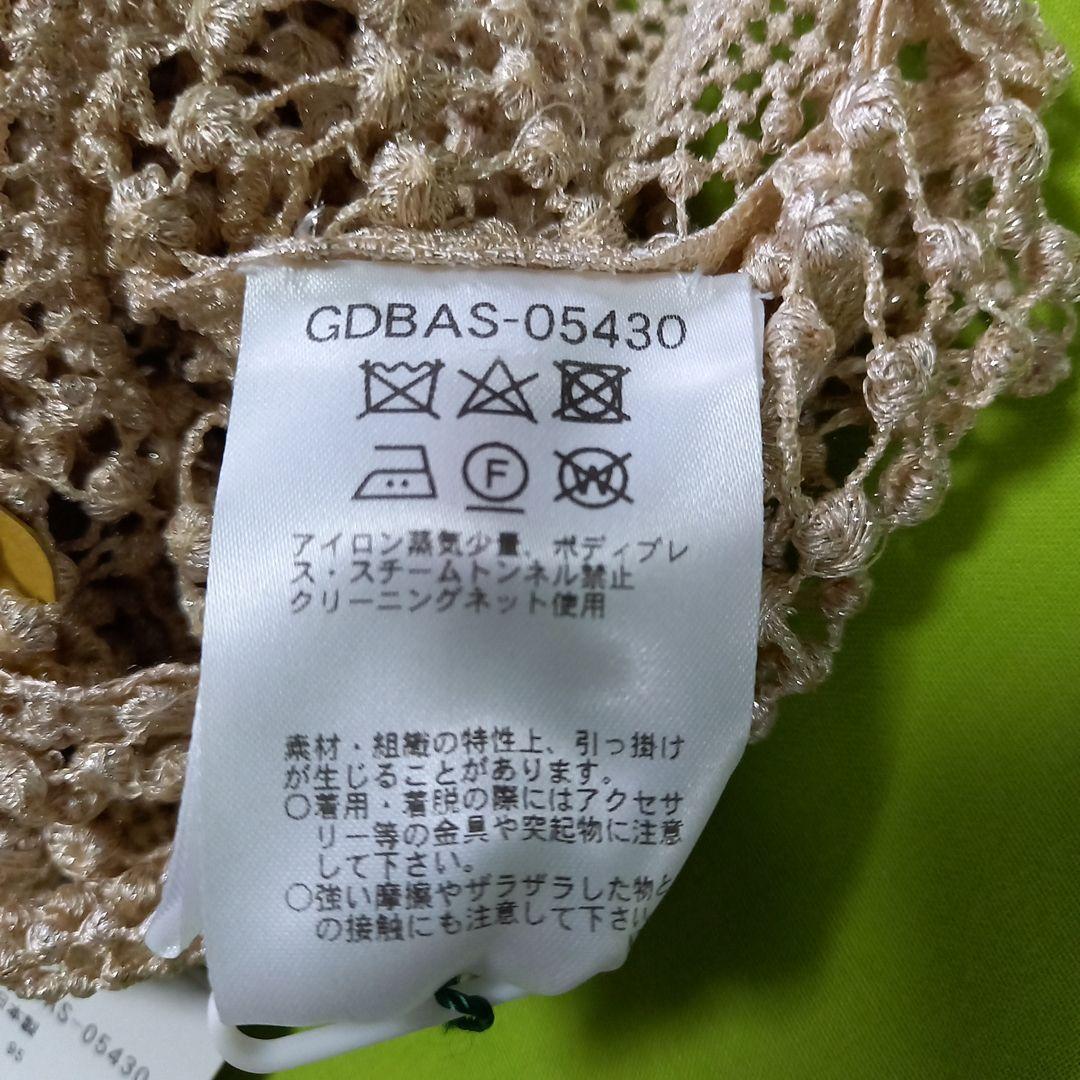 GDBAS-05430
F
W
アイロン蒸気少量、ボディプレ
ス・スチームトンネル禁止
クリーニングネット使用
素材・組織の特性上、引っ掛け
が生じることがあります。
○着用・着脱の際にはアクセサ
リー等の金具や突起物に注意
して下さい。
○強い摩擦やザラザラした物と
の接触にも注意して下さい
AS-05430
日本製
95